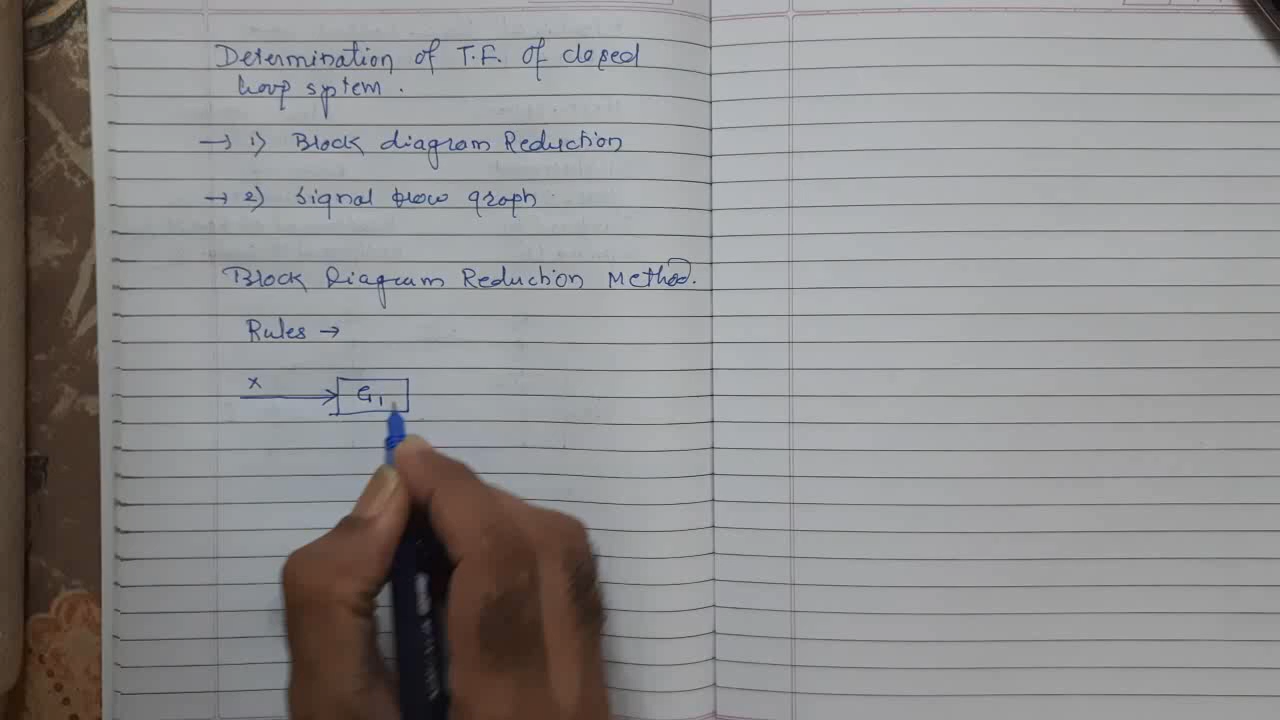 Determination of T.F. of closed
loop system.
→ 1) Block diagram Reduction
→ 2) Signal flow graph
Block Diagram Reduction Method.
Rules →
X
G1